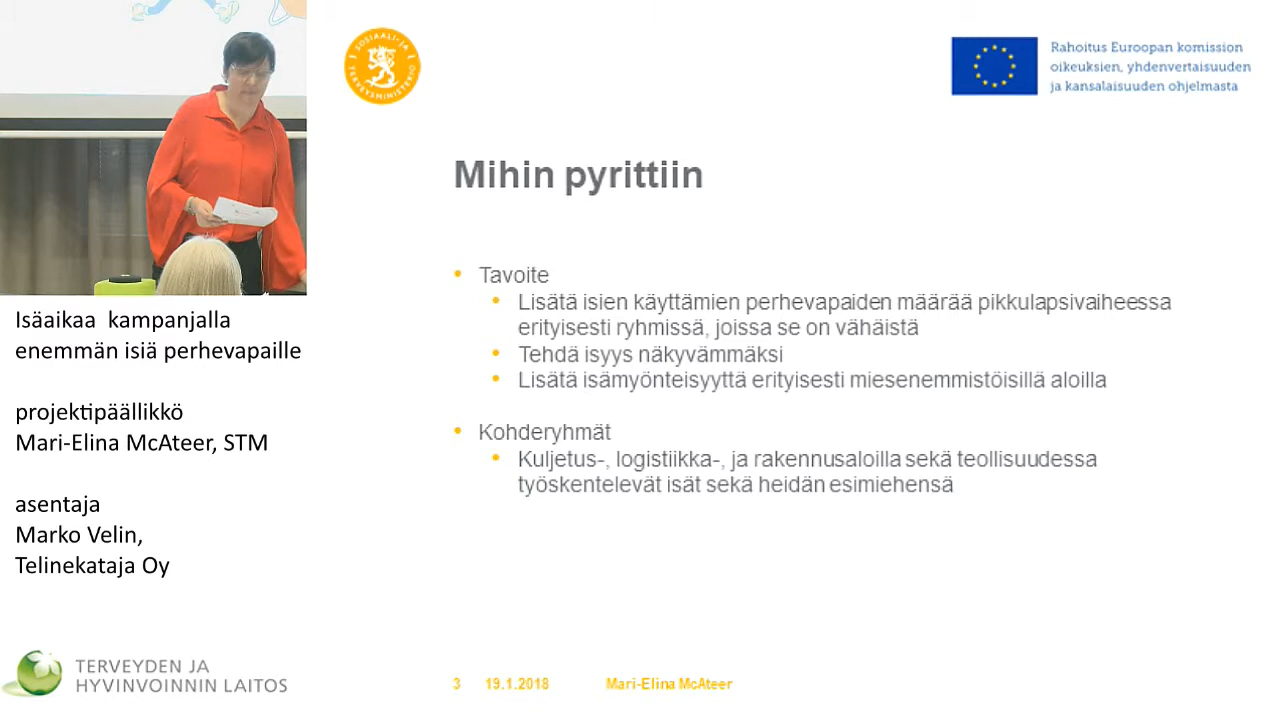 SOSIAALI- JA
TERVEYSMINISTERIÖ
Rahoitus Euroopan komission
oikeuksien, yhdenvertaisuuden
ja kansalaisuuden ohjelmasta
Mihin pyrittiin
• Tavoite
• Lisätä isien käyttämien perhevapaiden määrää pikkulapsivaiheessa
erityisesti ryhmissä, joissa se on vähäistä
• Tehdä isyys näkyvämmäksi
• Lisätä isämyönteisyyttä erityisesti miesenemmistöisillä aloilla
• Kohderyhmät
• Kuljetus-, logistiikka-, ja rakennusaloilla sekä teollisuudessa
työskentelevät isät sekä heidän esimiehensä
Isäaikaa kampanjalla
enemmän isiä perhevapaille
projektipäällikkö
Mari-Elina McAteer, STM
asentaja
Marko Velin,
Telinekataja Oy
TERVEYDEN JA
HYVINVOINNIN LAITOS
3 19.1.2018 Mari-Elina McAteer